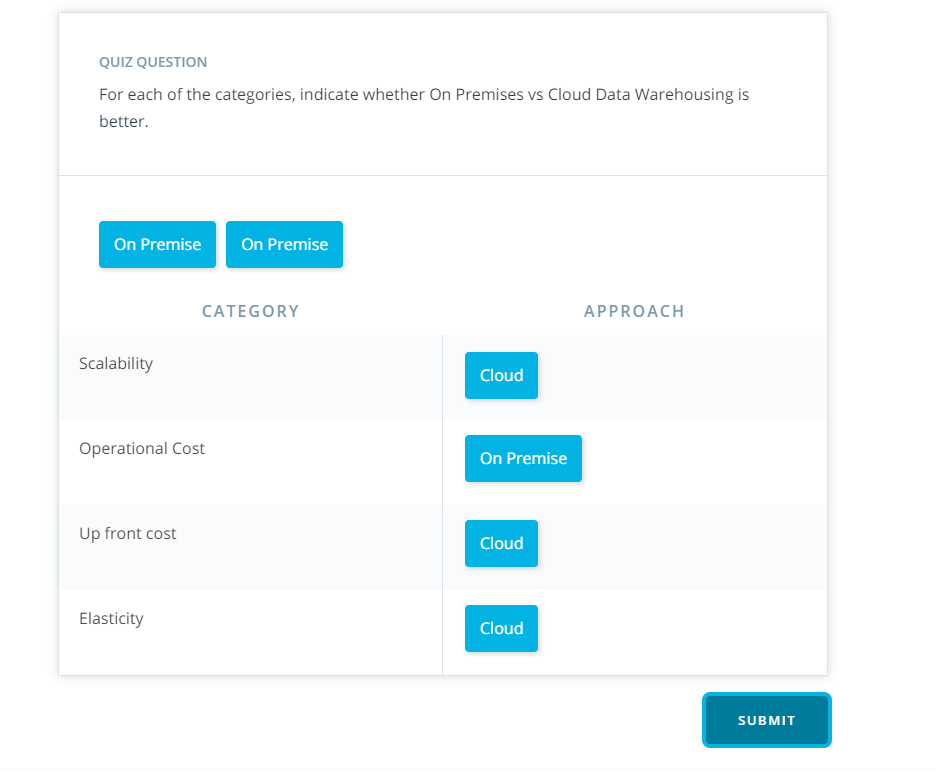 QUIZ QUESTION
For each of the categories, indicate whether On Premises vs Cloud Data Warehousing is
better.
On Premise On Premise
CATEGORY APPROACH
Scalability Cloud
Operational Cost On Premise
Up front cost Cloud
Elasticity Cloud
SUBMIT